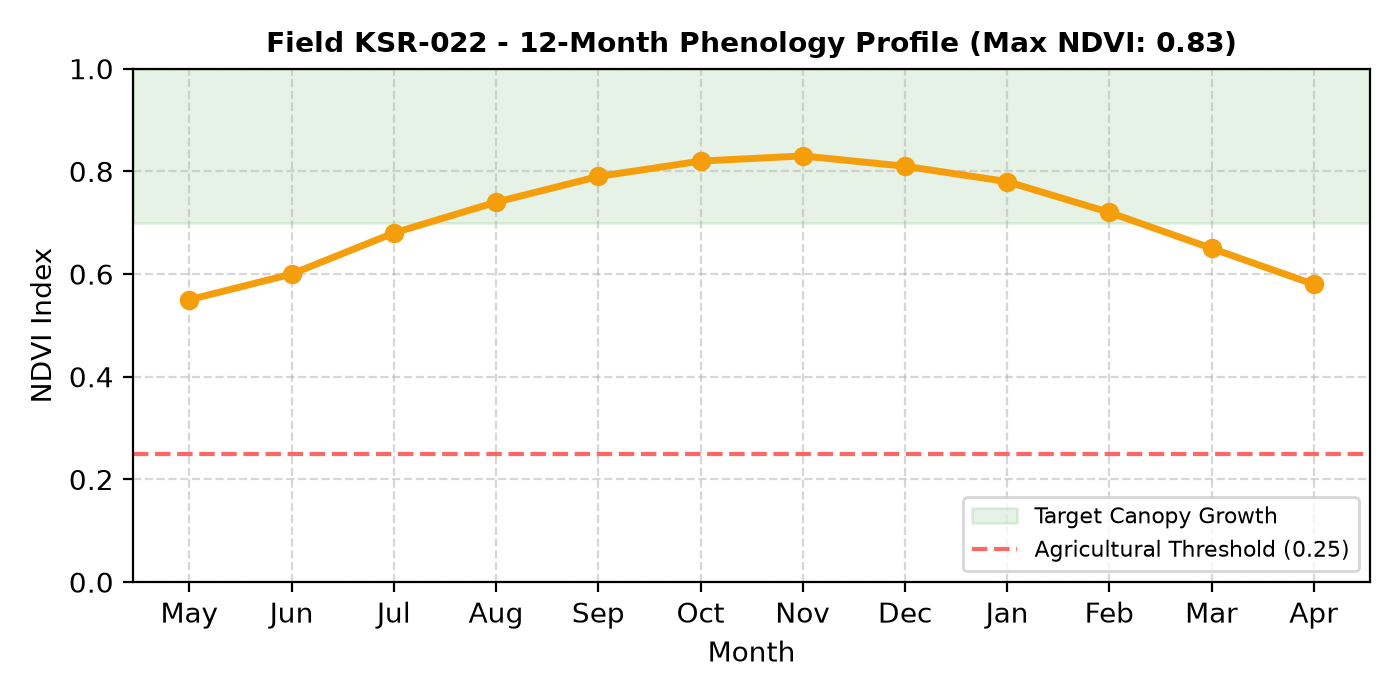 Field KSR-022 - 12-Month Phenology Profile (Max NDVI: 0.83)
1.0
0.8
0.6
0.4
0.2
0.0
NDVI Index
Target Canopy Growth
Agricultural Threshold (0.25)
May Jun Jul Aug Sep Oct Nov Dec Jan Feb Mar Apr
Month